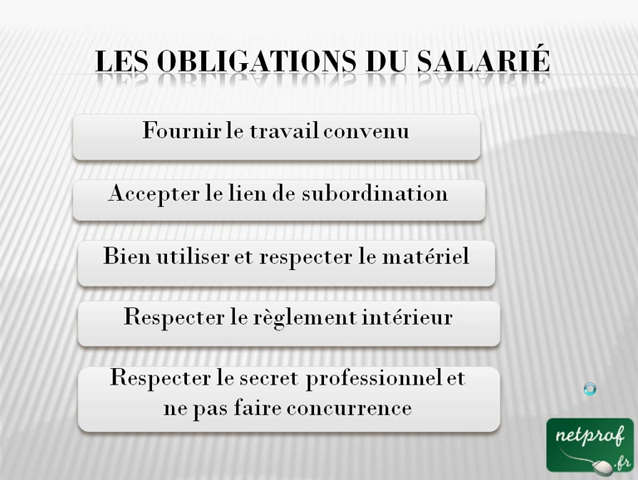 LES OBLIGATIONS DU SALARIÉ
Fournir le travail convenu
Accepter le lien de subordination
Bien utiliser et respecter le matériel
Respecter le règlement intérieur
Respecter le secret professionnel et
ne pas faire concurrence
netprof
.fr